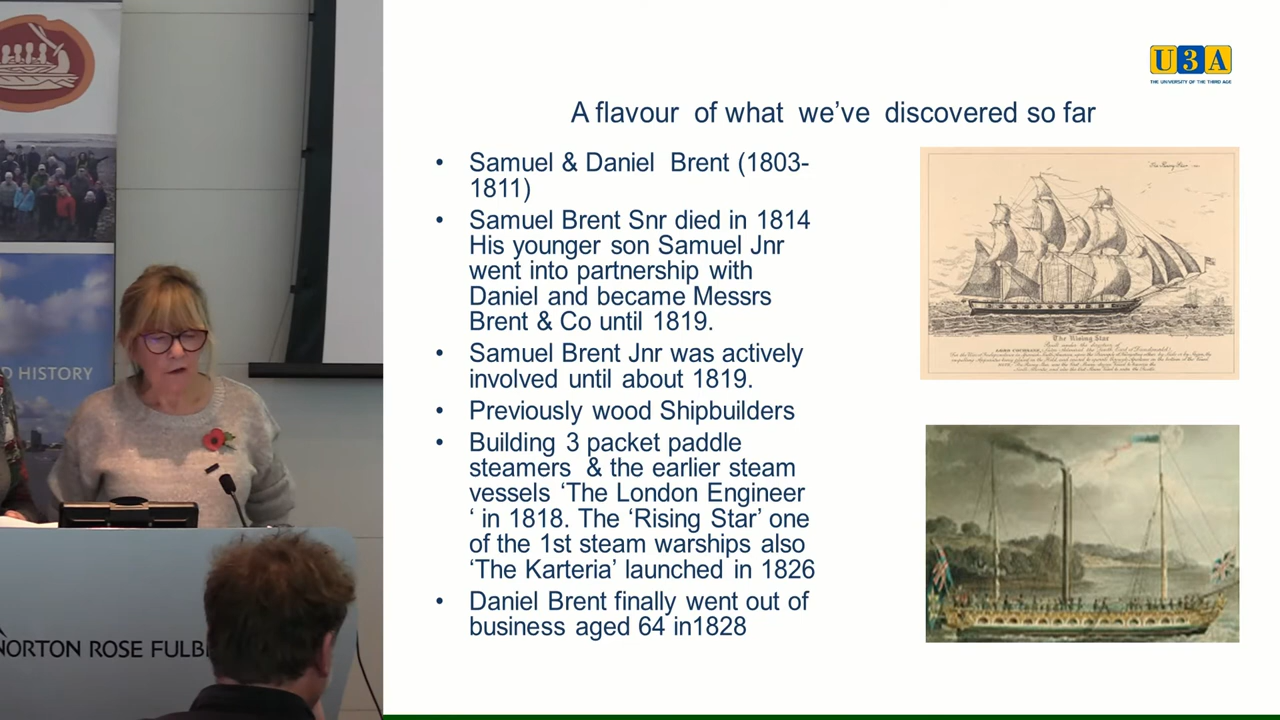 U3A
THE UNIVERSITY OF THE THIRD AGE
A flavour of what we've discovered so far
• Samuel & Daniel Brent (1803-
1811)
• Samuel Brent Snr died in 1814
His younger son Samuel Jnr
went into partnership with
Daniel and became Messrs
Brent & Co until 1819.
• Samuel Brent Jnr was actively
involved until about 1819.
• Previously wood Shipbuilders
• Building 3 packet paddle
steamers & the earlier steam
vessels ‘The London Engineer
‘ in 1818. The ‘Rising Star’ one
of the 1st steam warships also
‘The Karteria’ launched in 1826
• Daniel Brent finally went out of
business aged 64 in1828
The Rising Star
D HISTORY
NORTON ROSE FULB